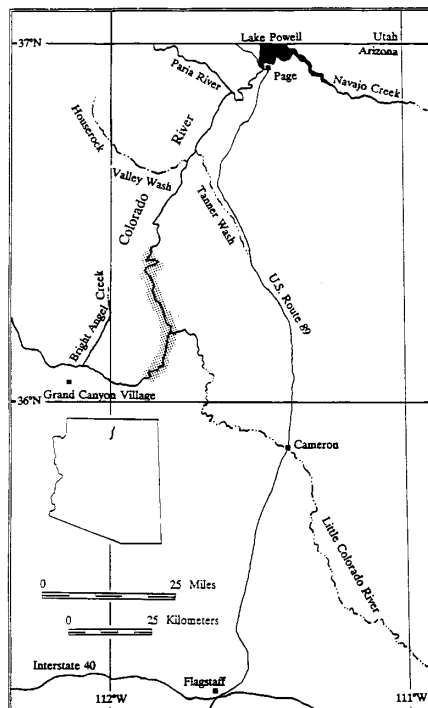 37°N
Lake Powell
Utah
Arizona
Page
Paria River
Navajo Creek
Houserock
Valley Wash
Colorado
River
Tanner Wash
U.S. Route 89
Bright Angel Creek
36°N
Grand Canyon Village
Cameron
Little Colorado River
0 25 Miles
0 25 Kilometers
Interstate 40
Flagstaff
112°W
111°W